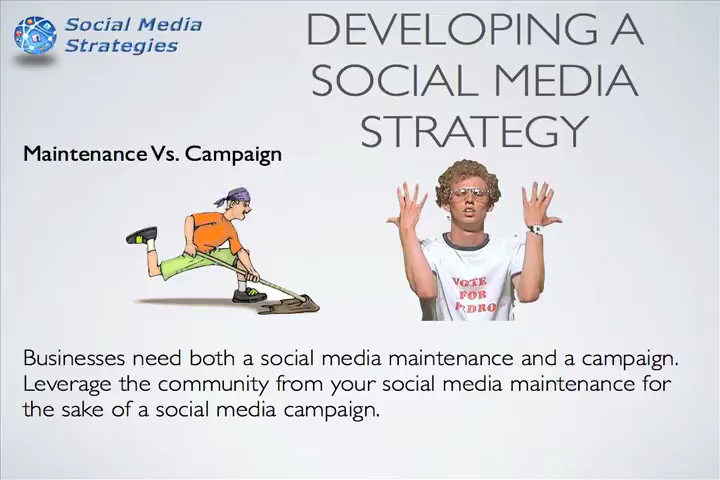 Social Media
Strategies
DEVELOPING A
SOCIAL MEDIA
STRATEGY
Maintenance Vs. Campaign
VOTE
FOR
PEDRO
Businesses need both a social media maintenance and a campaign.
Leverage the community from your social media maintenance for
the sake of a social media campaign.